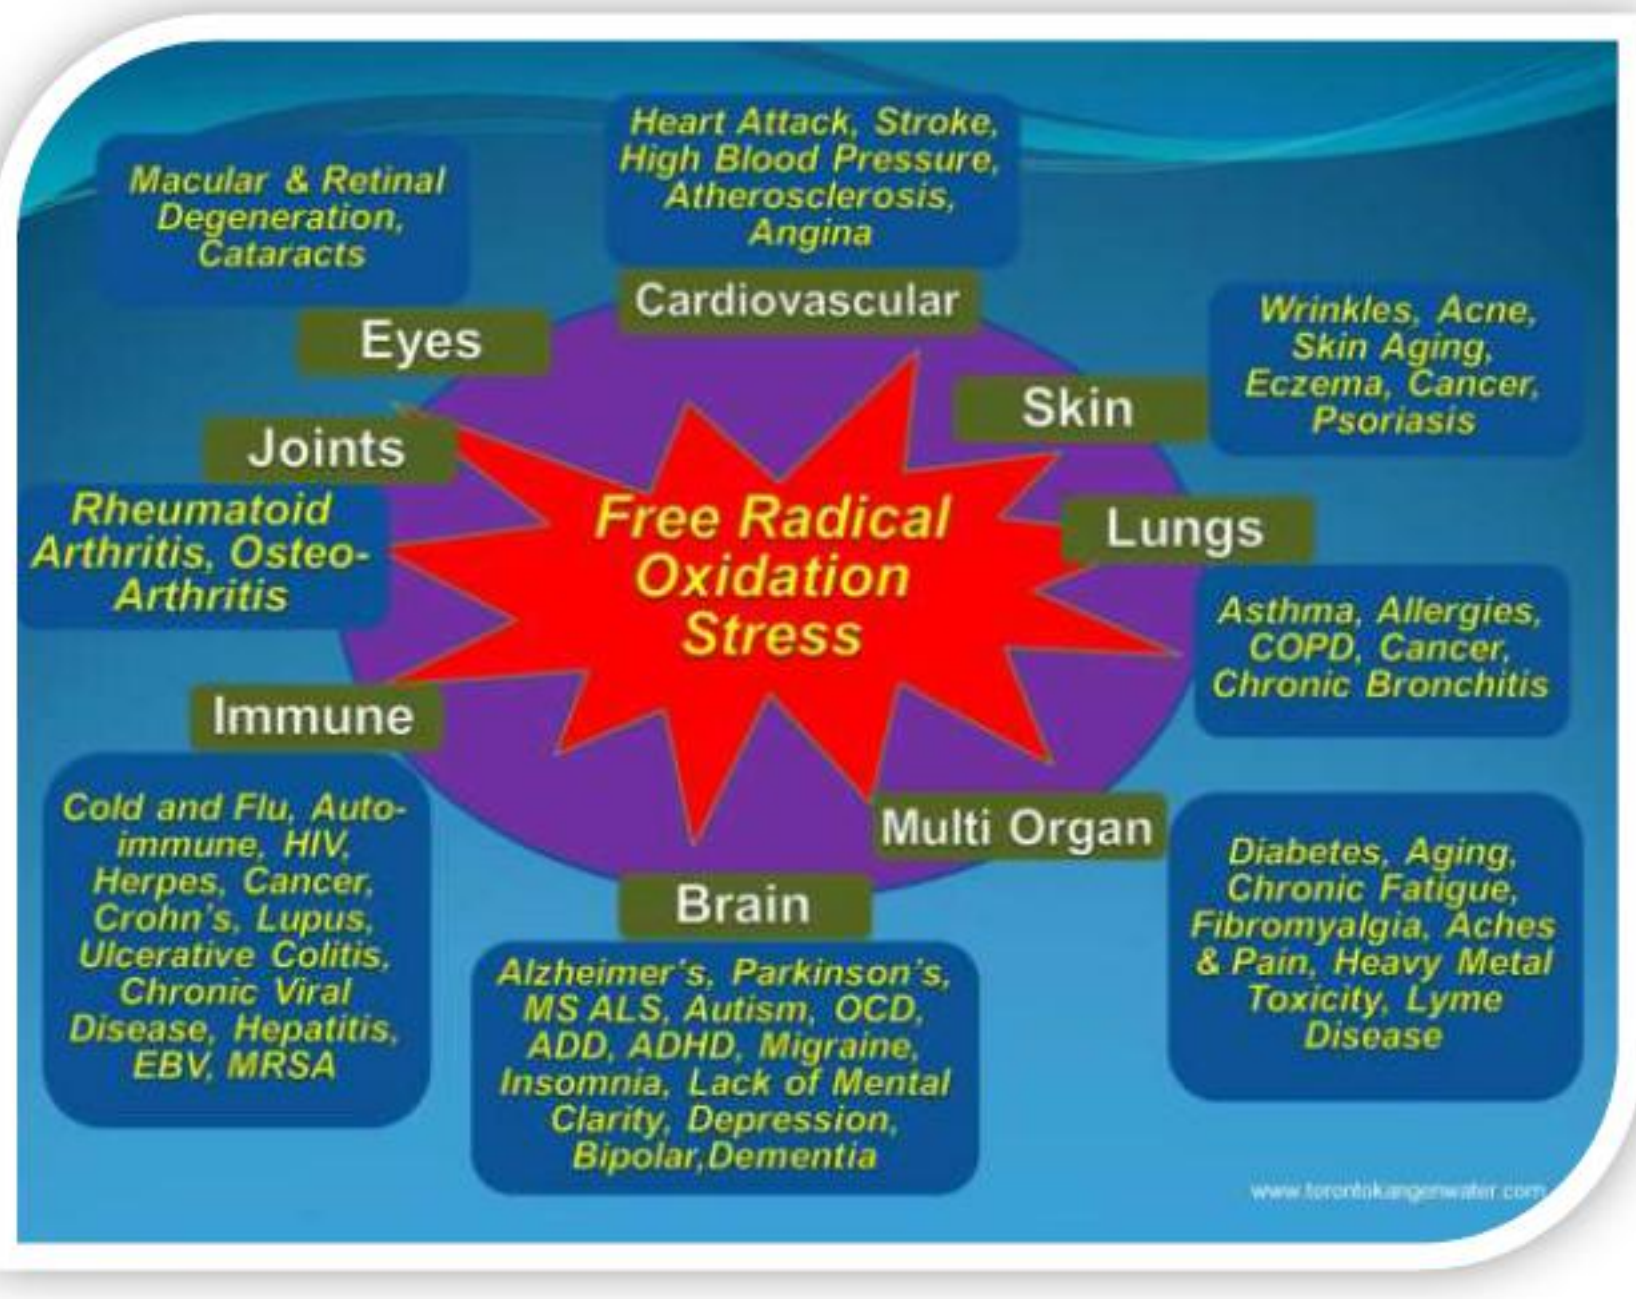 Heart Attack, Stroke,
High Blood Pressure,
Atherosclerosis,
Angina
Cardiovascular
Macular & Retinal
Degeneration,
Cataracts
Eyes
Wrinkles, Acne,
Skin Aging,
Eczema, Cancer,
Psoriasis
Skin
Joints
Rheumatoid
Arthritis, Osteo-
Arthritis
Free Radical
Oxidation
Stress
Lungs
Asthma, Allergies,
COPD, Cancer,
Chronic Bronchitis
Immune
Cold and Flu, Auto-
immune, HIV,
Herpes, Cancer,
Crohn's, Lupus,
Ulcerative Colitis,
Chronic Viral
Disease, Hepatitis,
EBV, MRSA
Multi Organ
Diabetes, Aging,
Chronic Fatigue,
Fibromyalgia, Aches
& Pain, Heavy Metal
Toxicity, Lyme
Disease
Brain
Alzheimer's, Parkinson's,
MS ALS, Autism, OCD,
ADD, ADHD, Migraine,
Insomnia, Lack of Mental
Clarity, Depression,
Bipolar,Dementia
www.torontokangenwater.com